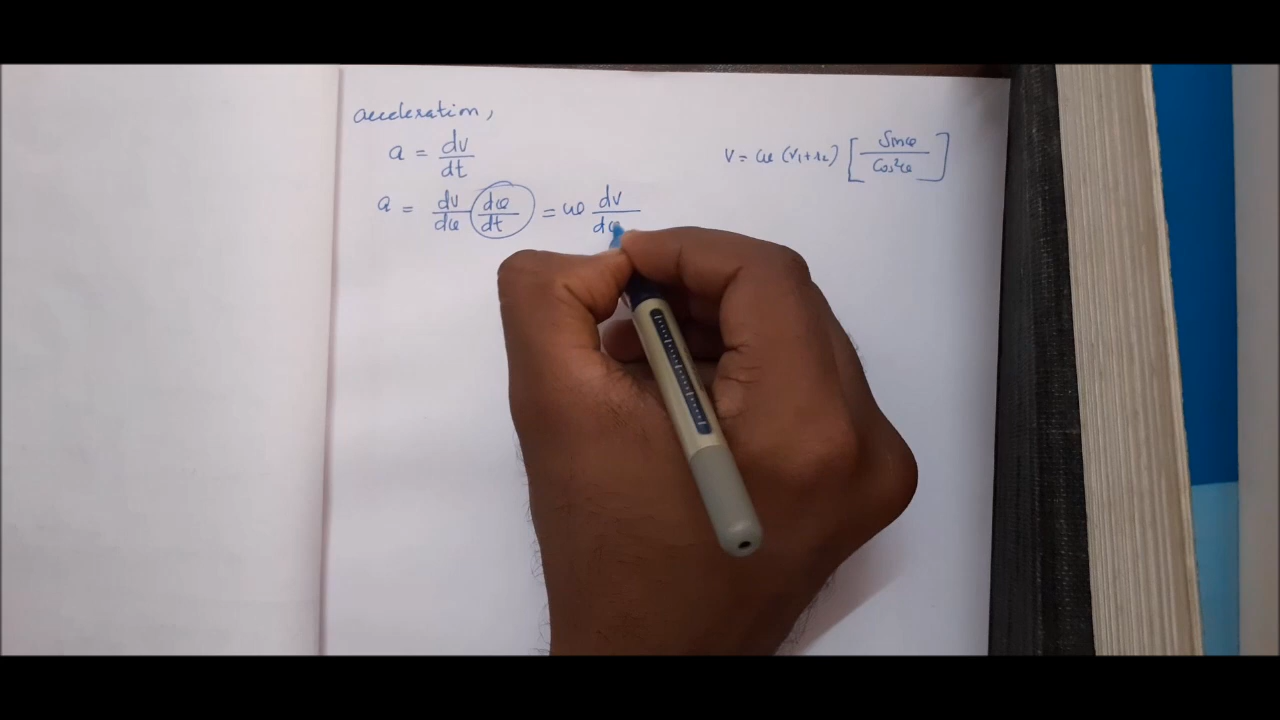 acceleration,
a = dv/dt
v = ω (r₁+r₂) [ Sinθ / Cos²θ ]
a = dv/dθ dθ/dt = ω dv/dθ